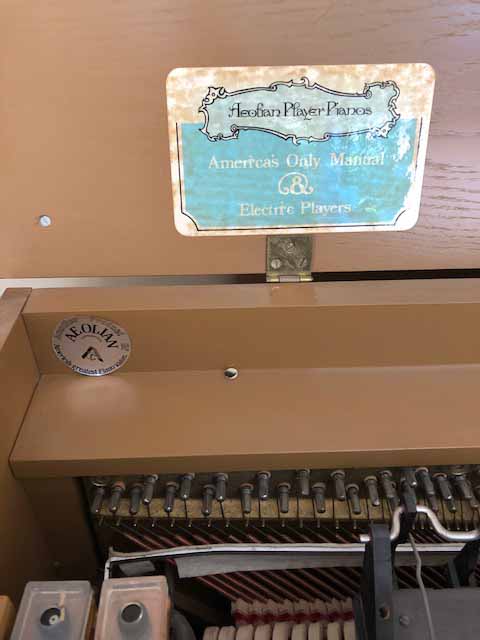 Aeolian Player Pianos
America's Only Manual
&
Electric Players
AEOLIAN